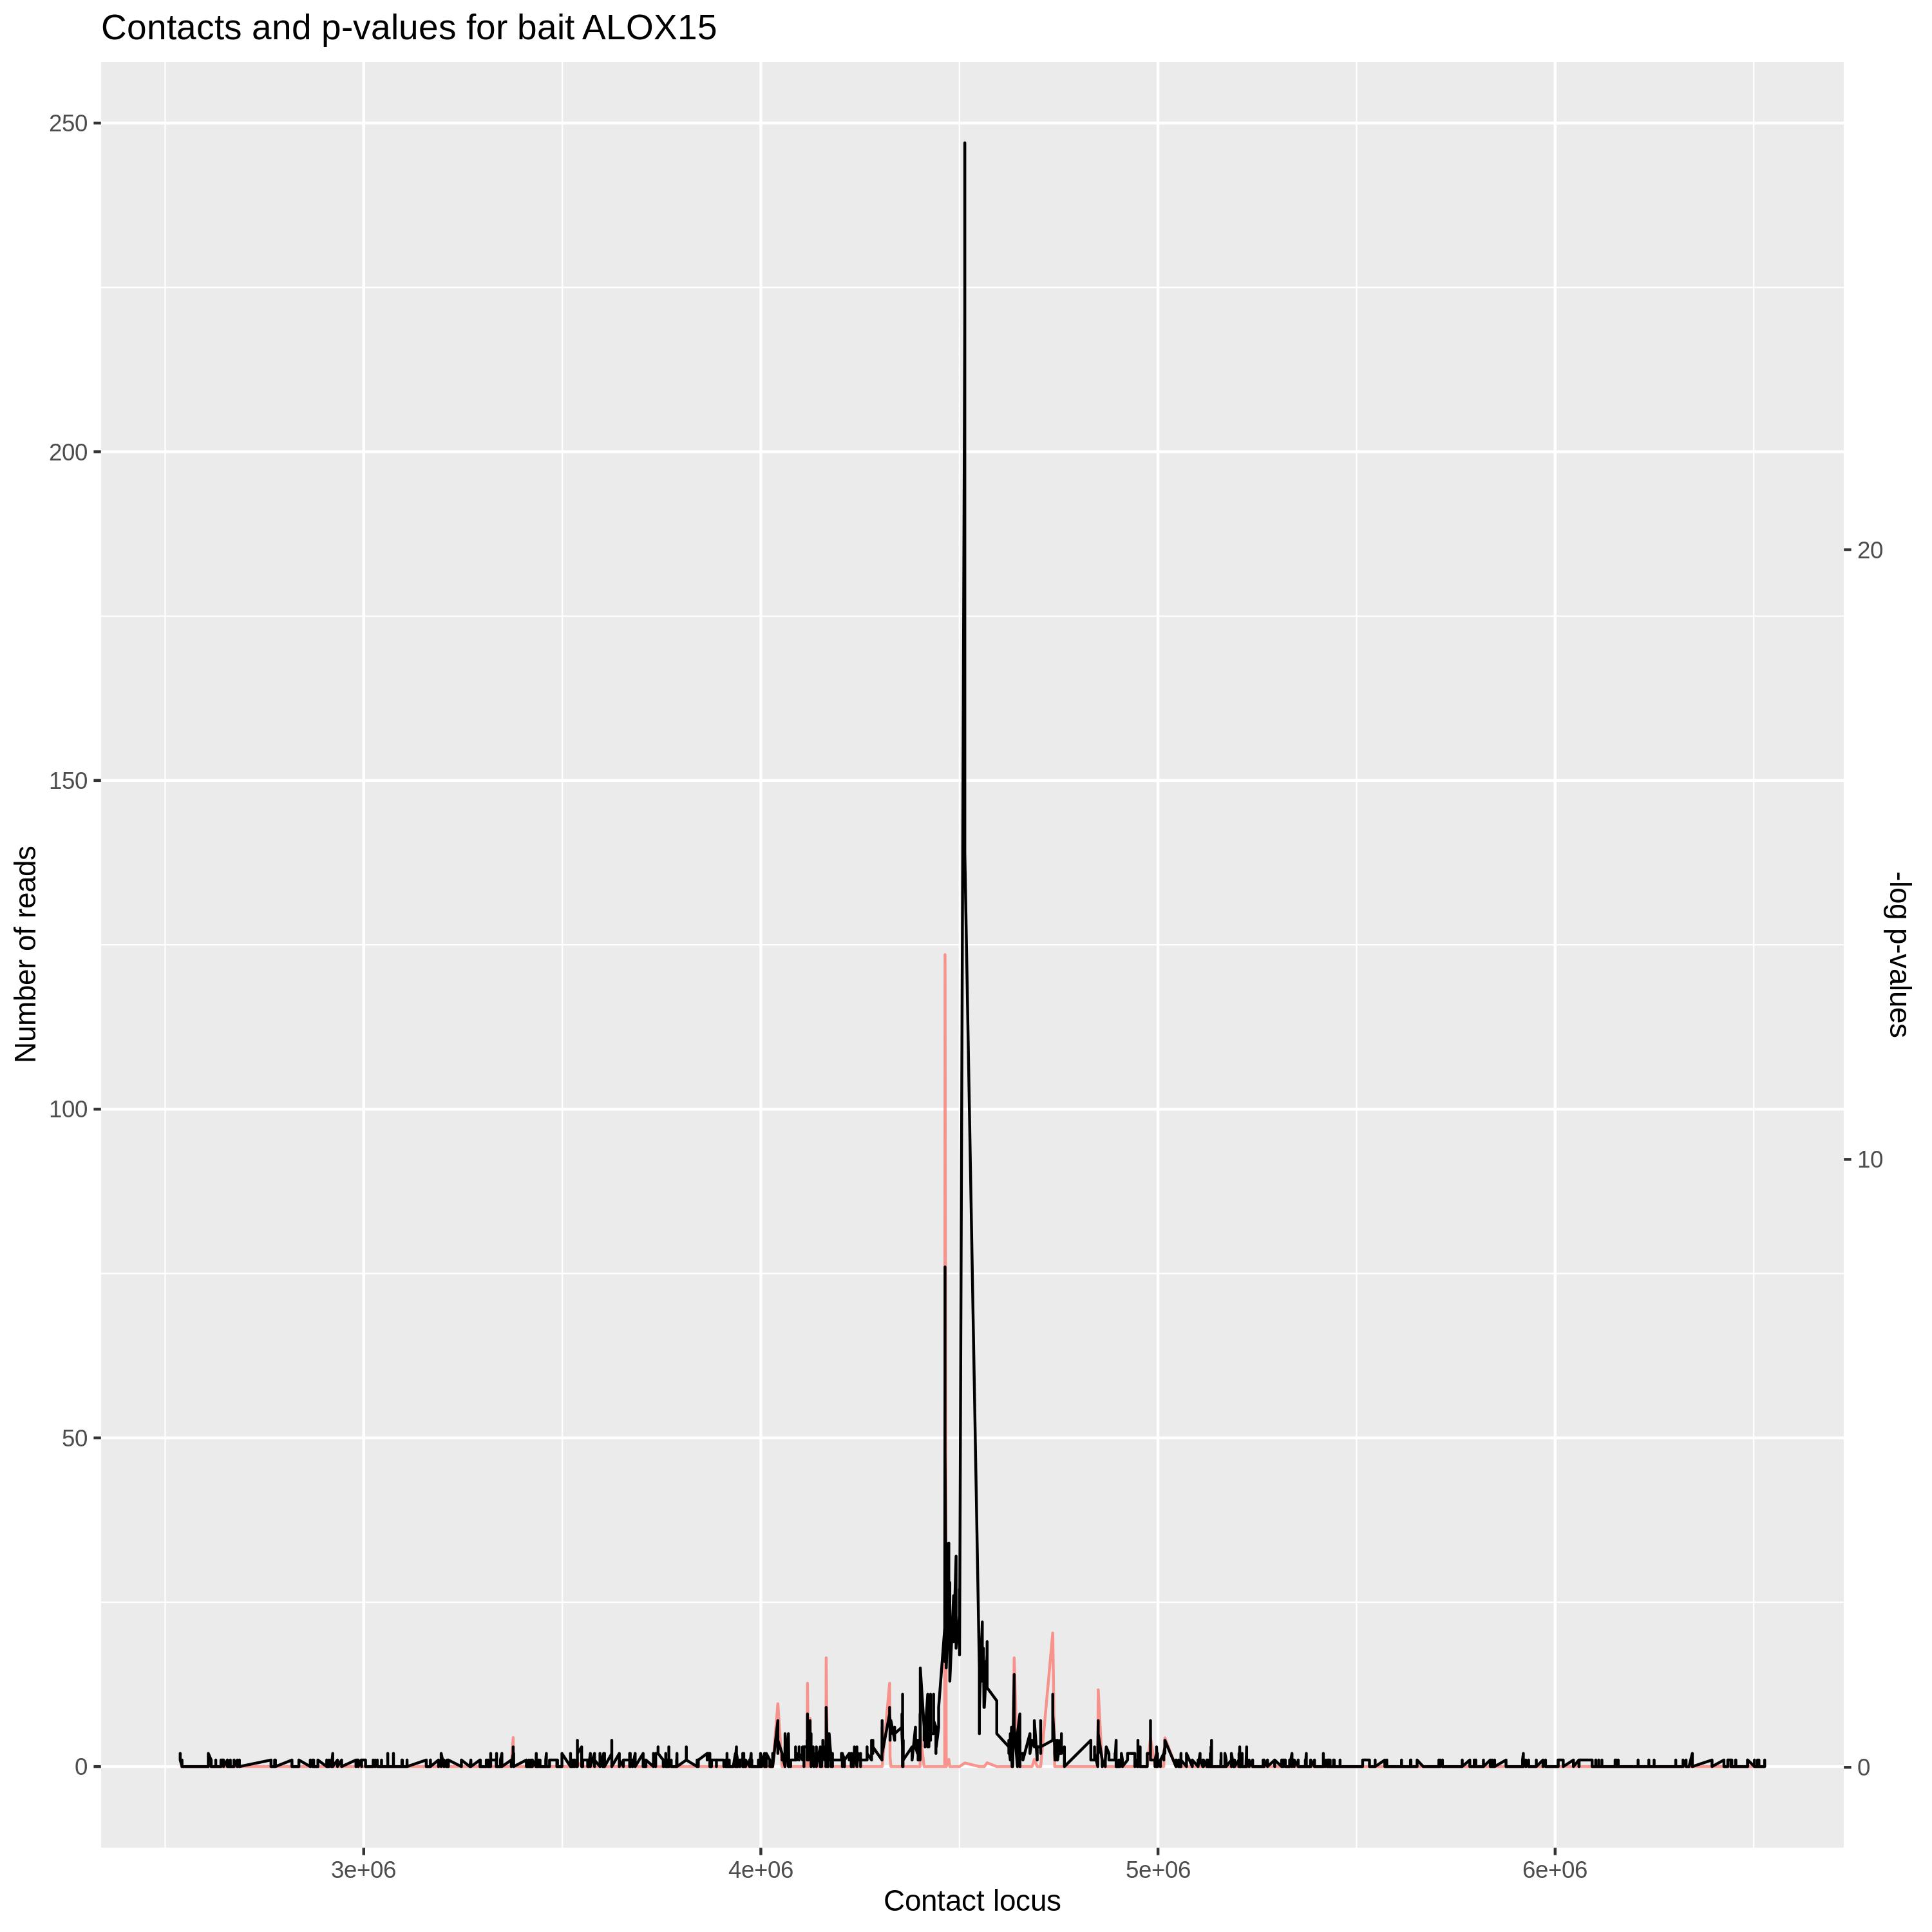 Contacts and p-values for bait ALOX15
250
200
150
100
50
0
Number of reads
20
10
0
-log p-values
3e+06
4e+06
5e+06
6e+06
Contact locus